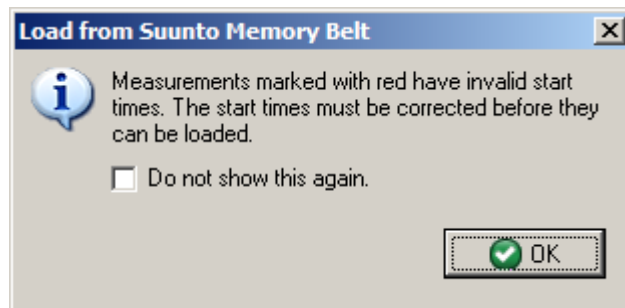 Load from Suunto Memory Belt
Measurements marked with red have invalid start
times. The start times must be corrected before they
can be loaded.
Do not show this again.
OK